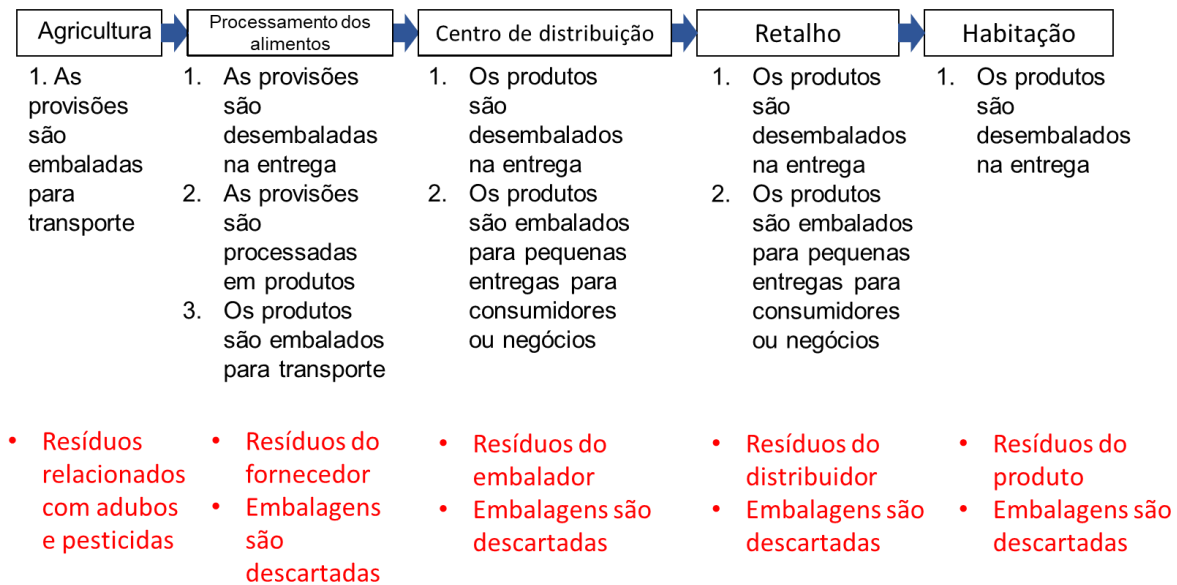 Agricultura
Processamento dos
alimentos
Centro de distribuição
Retalho
Habitação
1. As
provisões
são
embaladas
para
transporte
1. As provisões
são
desembaladas
na entrega
2. As provisões
são
processadas
em produtos
3. Os produtos
são embalados
para transporte
1. Os produtos
são
desembalados
na entrega
2. Os produtos
são embalados
para pequenas
entregas para
consumidores
ou negócios
1. Os produtos
são
desembalados
na entrega
2. Os produtos
são embalados
para pequenas
entregas para
consumidores
ou negócios
1. Os produtos
são
desembalados
na entrega
• Resíduos
relacionados
com adubos
e pesticidas
• Resíduos do
fornecedor
• Embalagens
são
descartadas
• Resíduos do
embalador
• Embalagens são
descartadas
• Resíduos do
distribuidor
• Embalagens são
descartadas
• Resíduos do
produto
• Embalagens são
descartadas